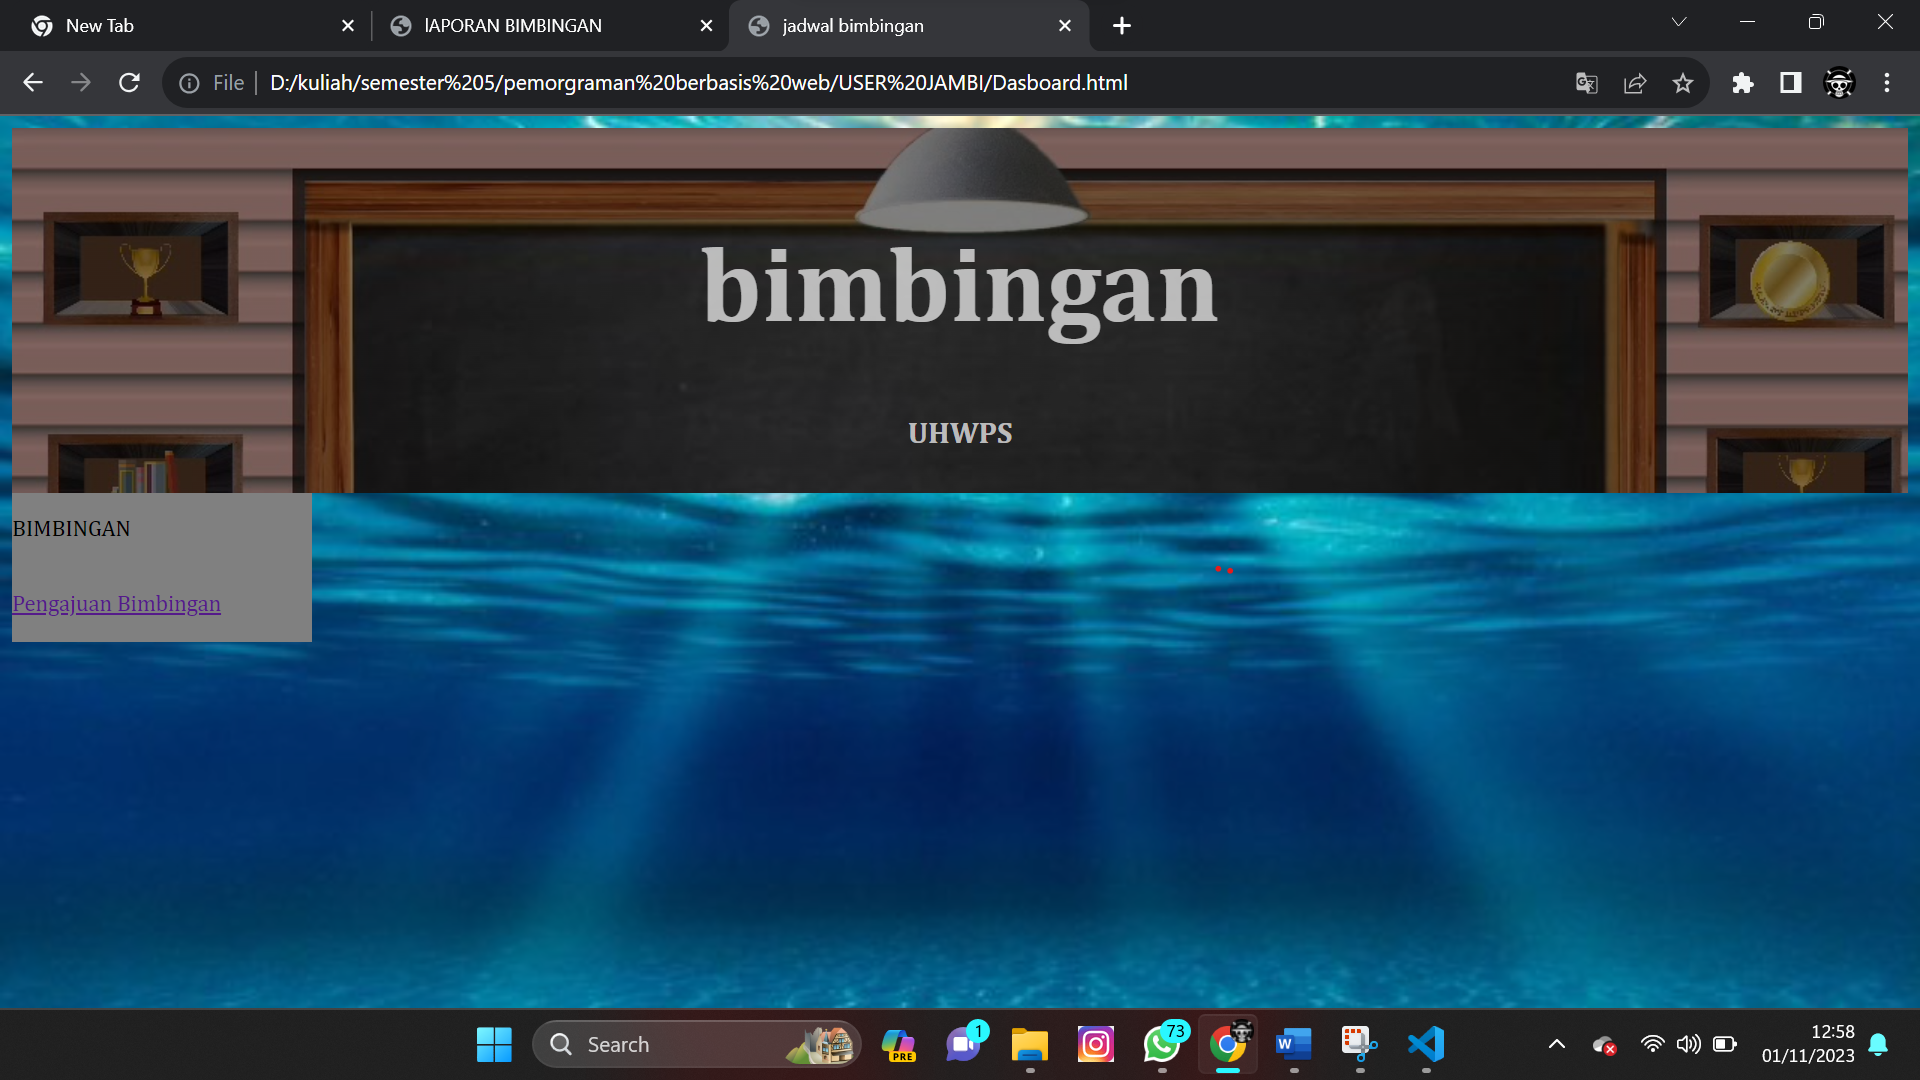 New Tab
lAPORAN BIMBINGAN
jadwal bimbingan
File
D:/kuliah/semester%205/pemorgraman%20berbasis%20web/USER%20JAMBI/Dasboard.html
bimbingan
UHWPS
BIMBINGAN
Pengajuan Bimbingan
Search
PRE
1
73
W
12:58
01/11/2023